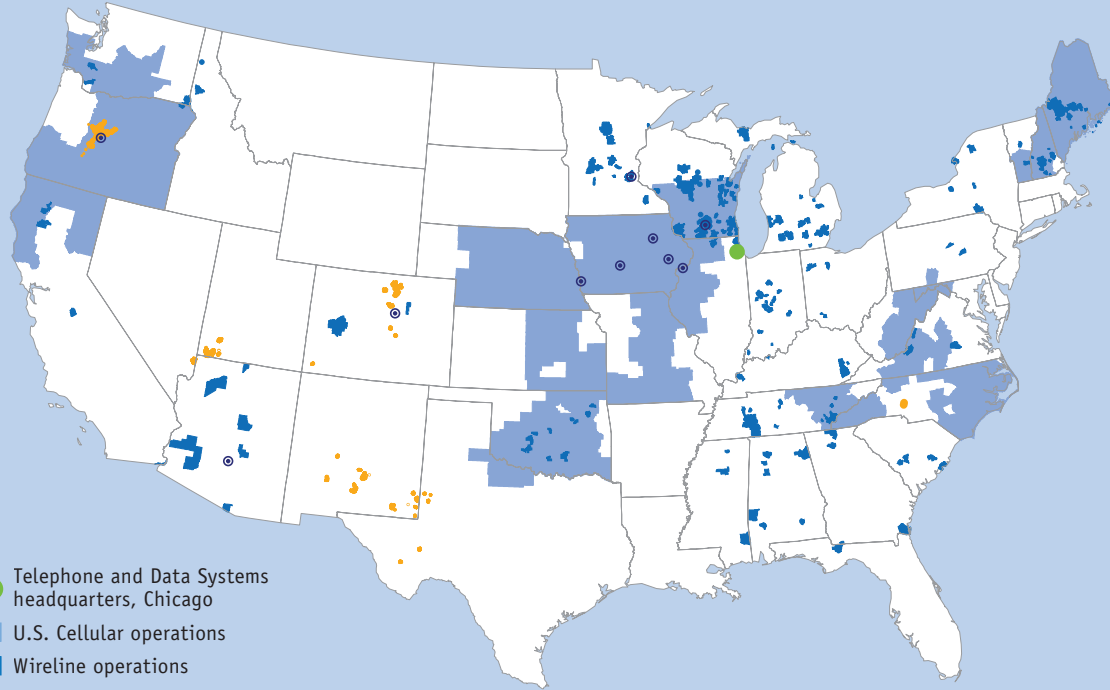 Telephone and Data Systems
headquarters, Chicago
U.S. Cellular operations
Wireline operations